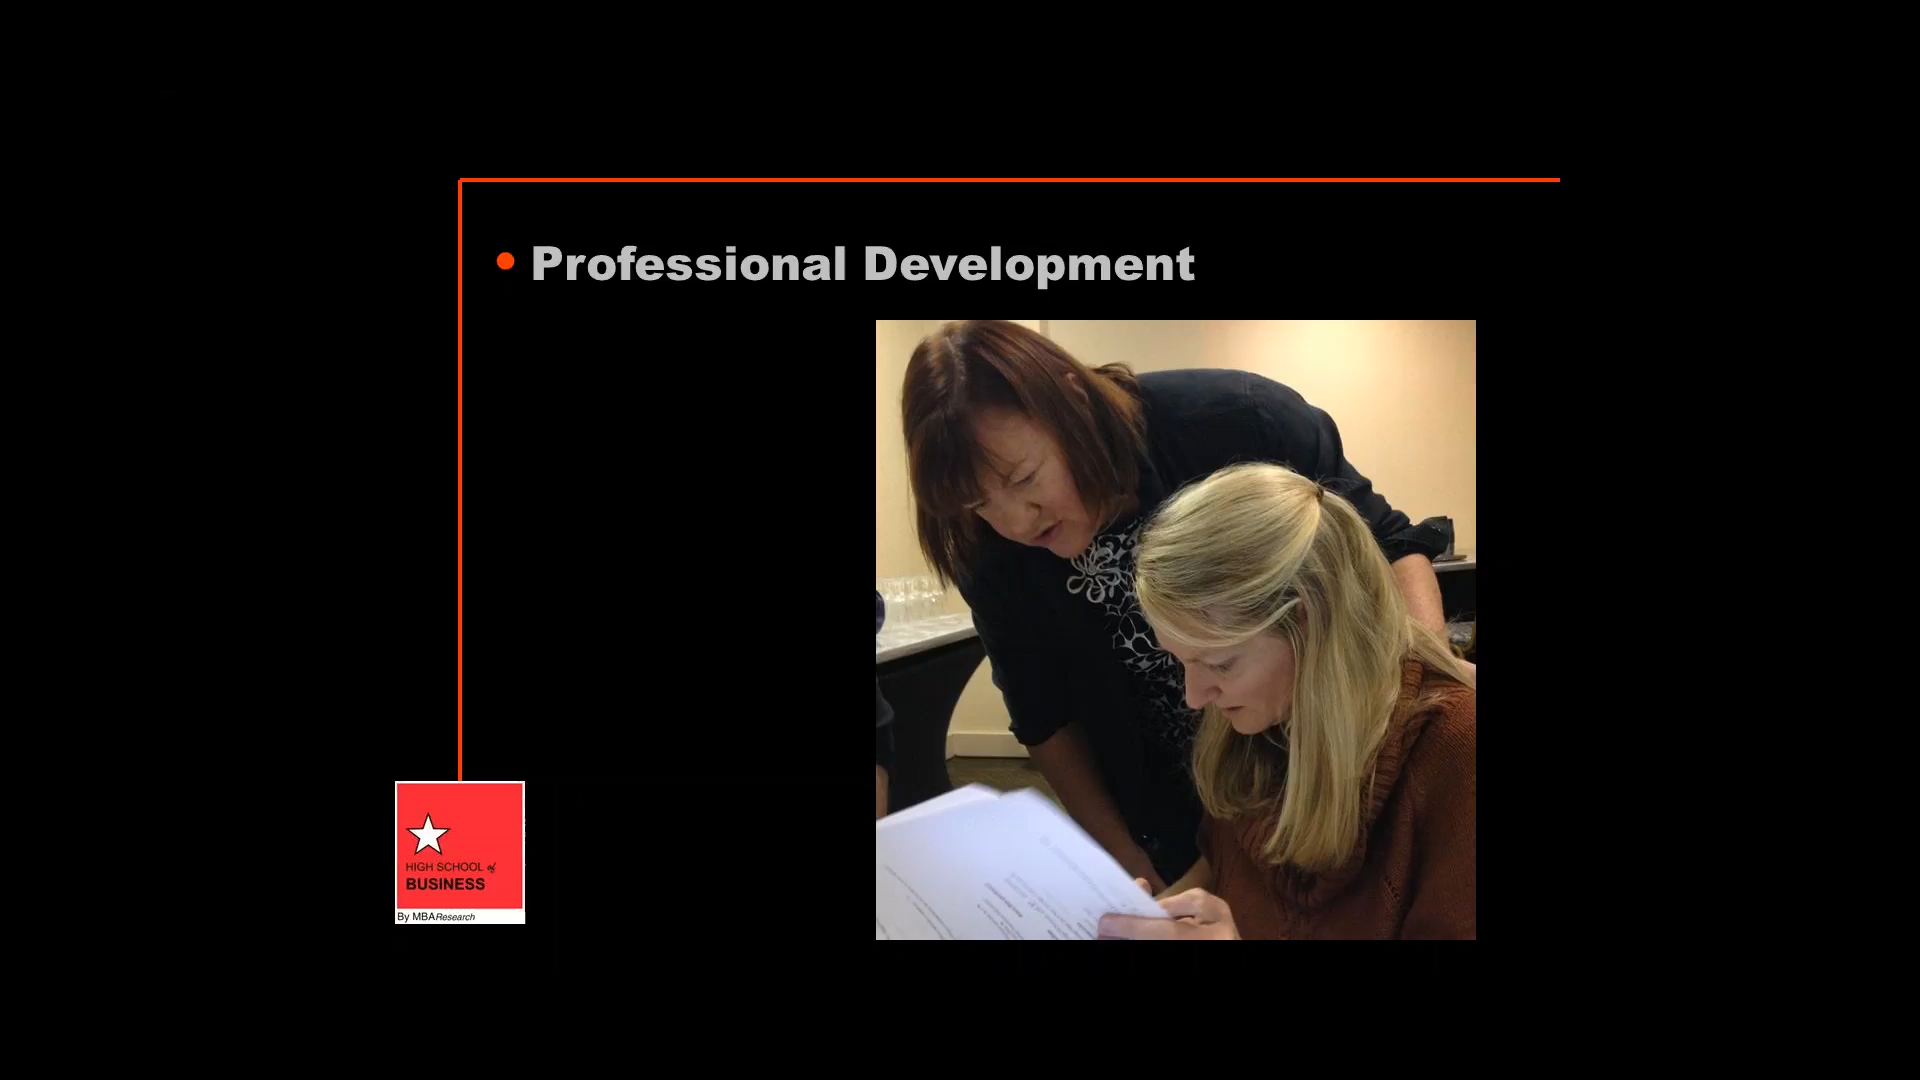 • Professional Development
HIGH SCHOOL of
BUSINESS
By MBAResearch